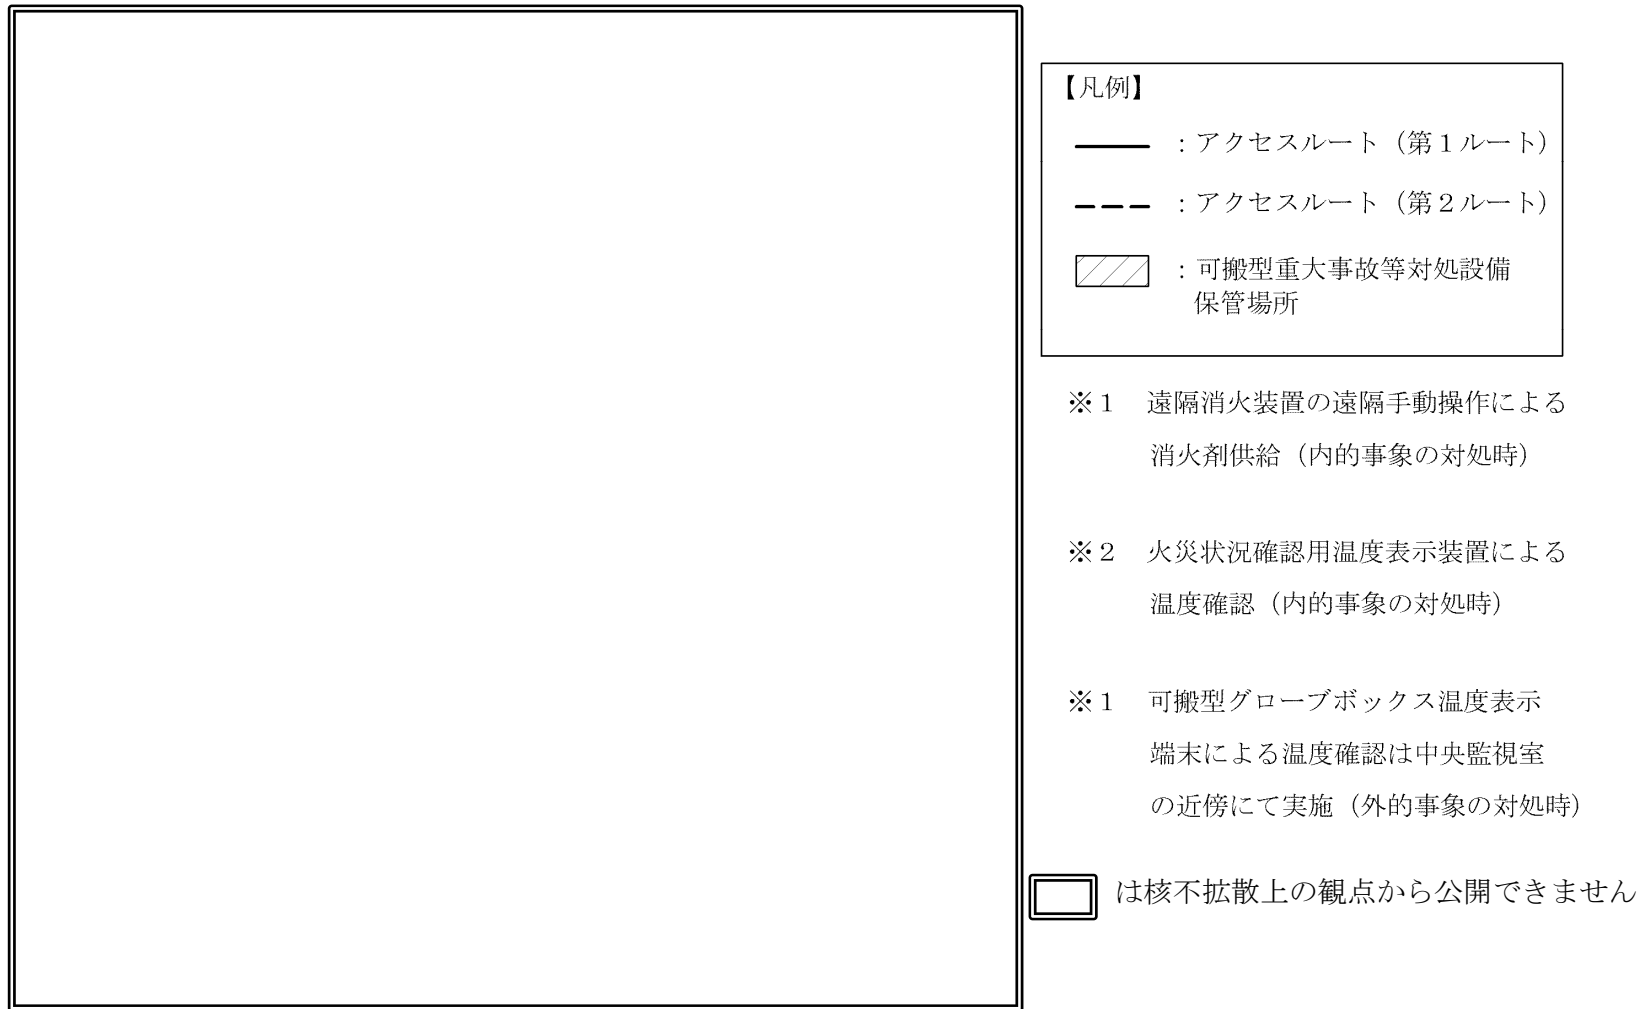 【凡例】
：アクセスルート（第１ルート）
：アクセスルート（第２ルート）
：可搬型重大事故等対処設備
保管場所
※１　遠隔消火装置の遠隔手動操作による
消火剤供給（内的事象の対処時）
※２　火災状況確認用温度表示装置による
温度確認（内的事象の対処時）
※１　可搬型グローブボックス温度表示
端末による温度確認は中央監視室
の近傍にて実施（外的事象の対処時）
は核不拡散上の観点から公開できません